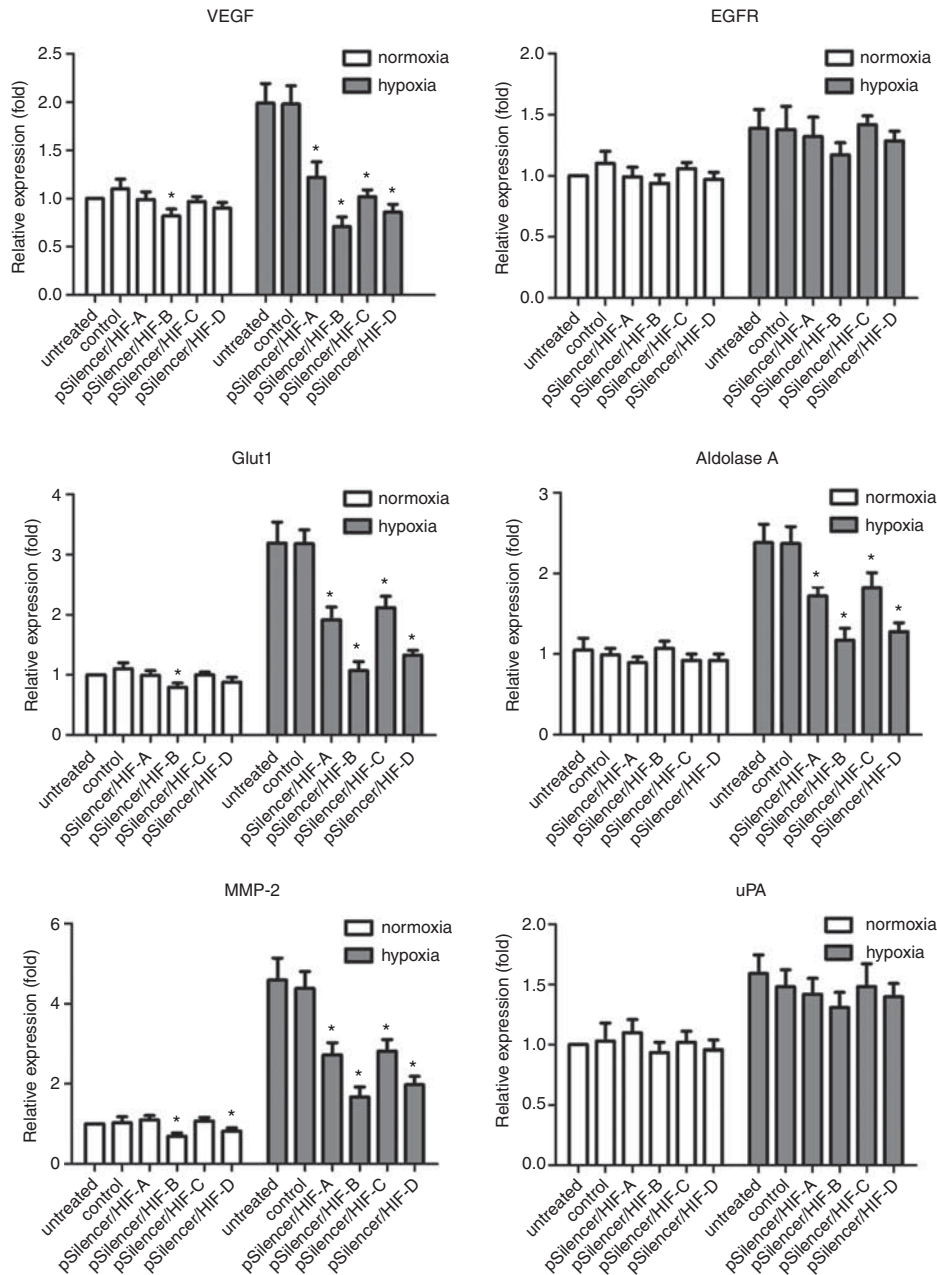 VEGF
Relative expression (fold)
2.5
2.0
1.5
1.0
0.5
0.0
normoxia
hypoxia
*
*
*
*
*
untreated
control
pSilencer/HIF-A
pSilencer/HIF-B
pSilencer/HIF-C
pSilencer/HIF-D
untreated
control
pSilencer/HIF-A
pSilencer/HIF-B
pSilencer/HIF-C
pSilencer/HIF-D
EGFR
Relative expression (fold)
2.0
1.5
1.0
0.5
0.0
normoxia
hypoxia
untreated
control
pSilencer/HIF-A
pSilencer/HIF-B
pSilencer/HIF-C
pSilencer/HIF-D
untreated
control
pSilencer/HIF-A
pSilencer/HIF-B
pSilencer/HIF-C
pSilencer/HIF-D
Glut1
Relative expression (fold)
4
3
2
1
0
normoxia
hypoxia
*
*
*
*
*
untreated
control
pSilencer/HIF-A
pSilencer/HIF-B
pSilencer/HIF-C
pSilencer/HIF-D
untreated
control
pSilencer/HIF-A
pSilencer/HIF-B
pSilencer/HIF-C
pSilencer/HIF-D
Aldolase A
Relative expression (fold)
3
2
1
0
normoxia
hypoxia
*
*
*
*
untreated
control
pSilencer/HIF-A
pSilencer/HIF-B
pSilencer/HIF-C
pSilencer/HIF-D
untreated
control
pSilencer/HIF-A
pSilencer/HIF-B
pSilencer/HIF-C
pSilencer/HIF-D
MMP-2
Relative expression (fold)
6
4
2
0
normoxia
hypoxia
*
*
*
*
*
*
untreated
control
pSilencer/HIF-A
pSilencer/HIF-B
pSilencer/HIF-C
pSilencer/HIF-D
untreated
control
pSilencer/HIF-A
pSilencer/HIF-B
pSilencer/HIF-C
pSilencer/HIF-D
uPA
Relative expression (fold)
2.0
1.5
1.0
0.5
0.0
normoxia
hypoxia
untreated
control
pSilencer/HIF-A
pSilencer/HIF-B
pSilencer/HIF-C
pSilencer/HIF-D
untreated
control
pSilencer/HIF-A
pSilencer/HIF-B
pSilencer/HIF-C
pSilencer/HIF-D